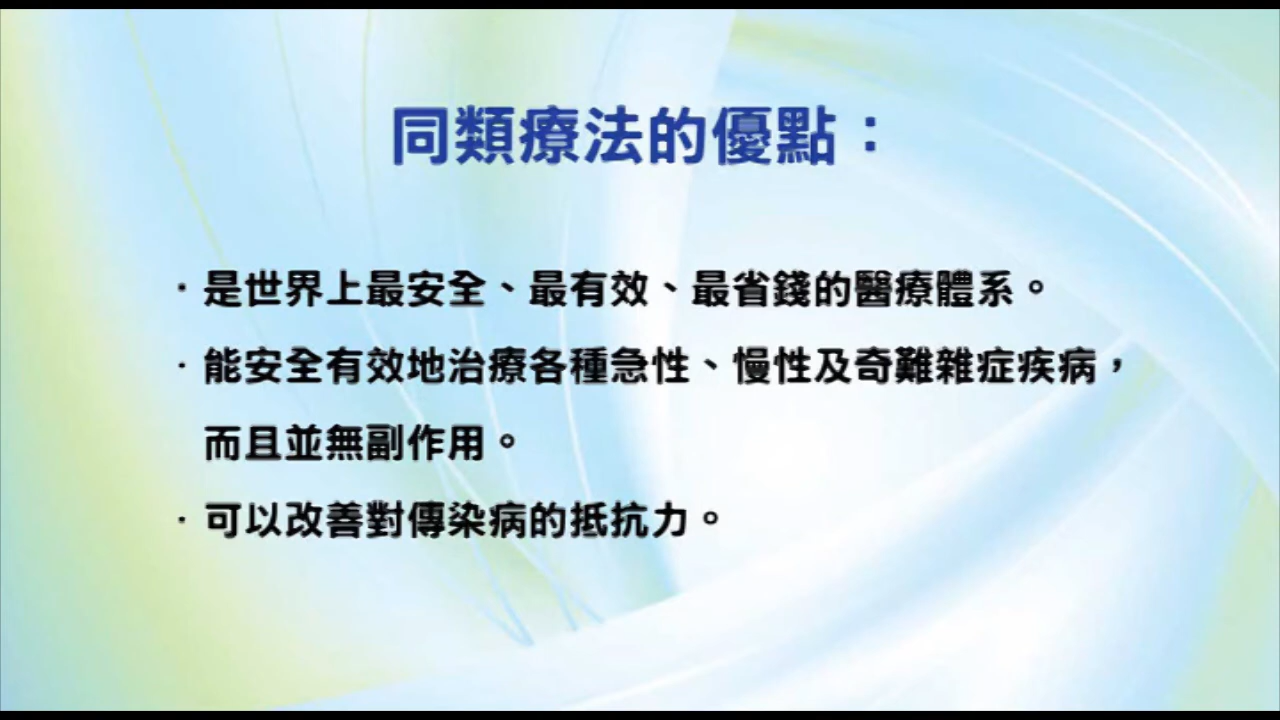 同類療法的優點：
·是世界上最安全、最有效、最省錢的醫療體系。
·能安全有效地治療各種急性、慢性及奇難雜症疾病，
而且並無副作用。
·可以改善對傳染病的抵抗力。